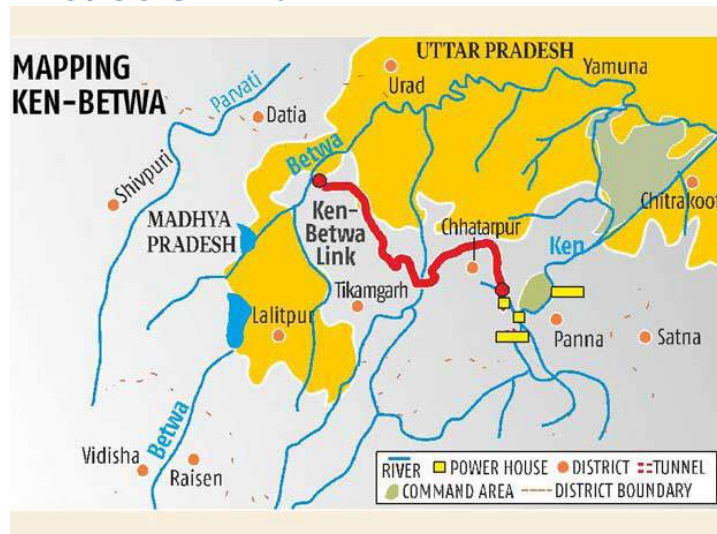 MAPPING
KEN-BETWA
UTTAR PRADESH
Urad
Yamuna
Parvati
Datia
Betwa
Shivpuri
Chitrakoot
MADHYA
PRADESH
Ken-
Betwa
Link
Chhatarpur
Ken
Tikamgarh
Lalitpur
Panna
Satna
Betwa
Vidisha
Raisen
RIVER POWER HOUSE DISTRICT TUNNEL
COMMAND AREA DISTRICT BOUNDARY